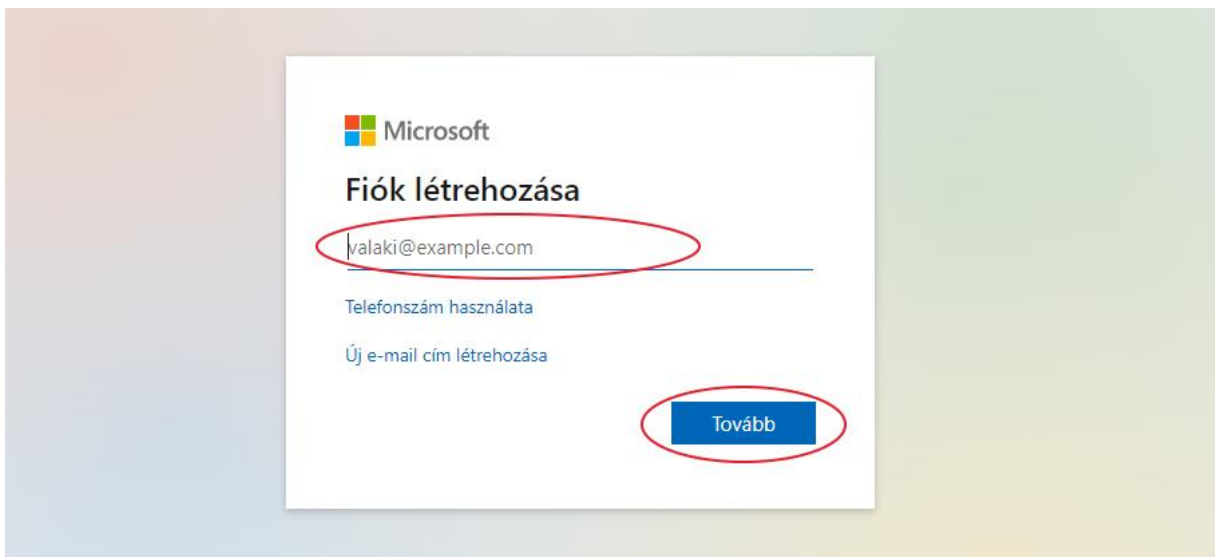 Microsoft
Fiók létrehozása
valaki@example.com
Telefonszám használata
Új e-mail cím létrehozása
Tovább